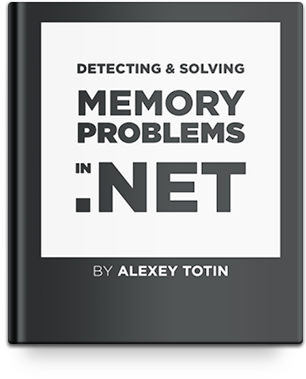 DETECTING & SOLVING
MEMORY
PROBLEMS
IN .NET
BY ALEXEY TOTIN